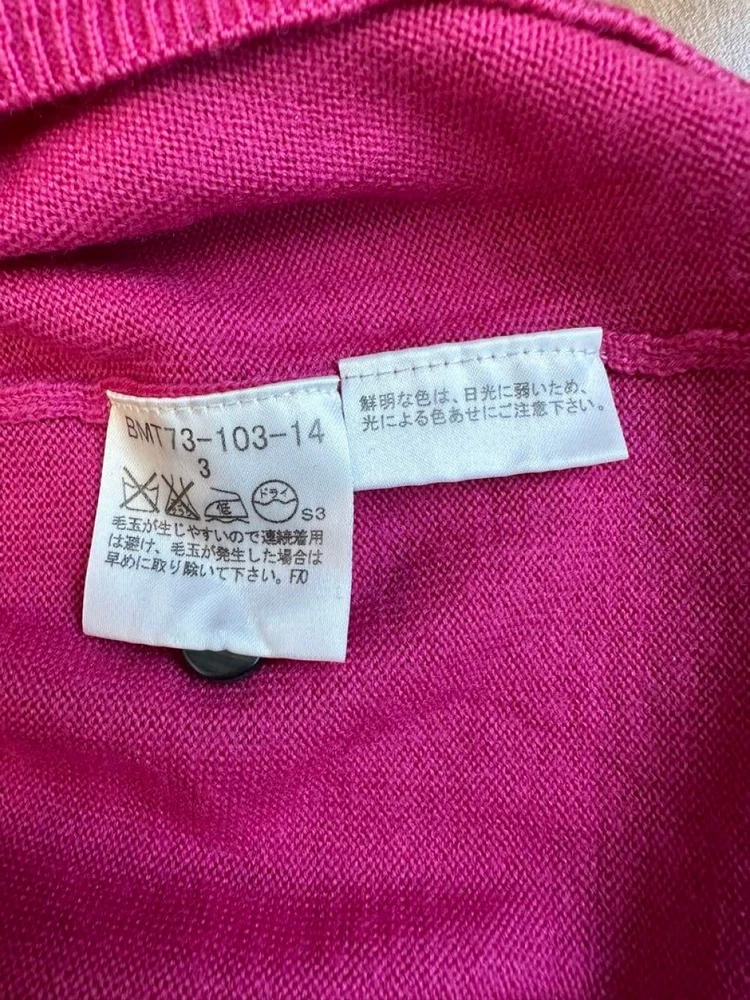 BMT73-103-14
3
低 ドライ S3
毛玉が生じやすいので連続着用
は避け、毛玉が発生した場合は
早めに取り除いて下さい。F70
鮮明な色は、日光に弱いため、
光による色あせにご注意下さい。